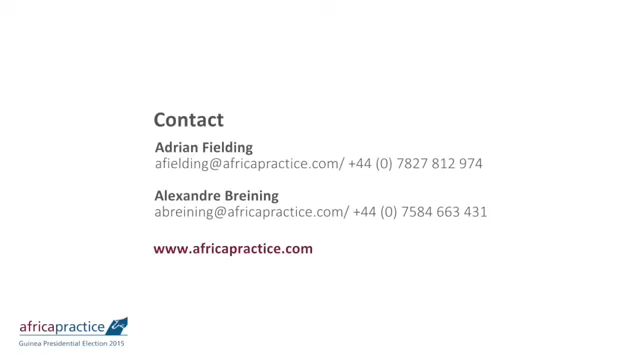 Contact
Adrian Fielding
afielding@africapractice.com/ +44 (0) 7827 812 974
Alexandre Breining
abreining@africapractice.com/ +44 (0) 7584 663 431
www.africapractice.com
africapractice
Guinea Presidential Election 2015